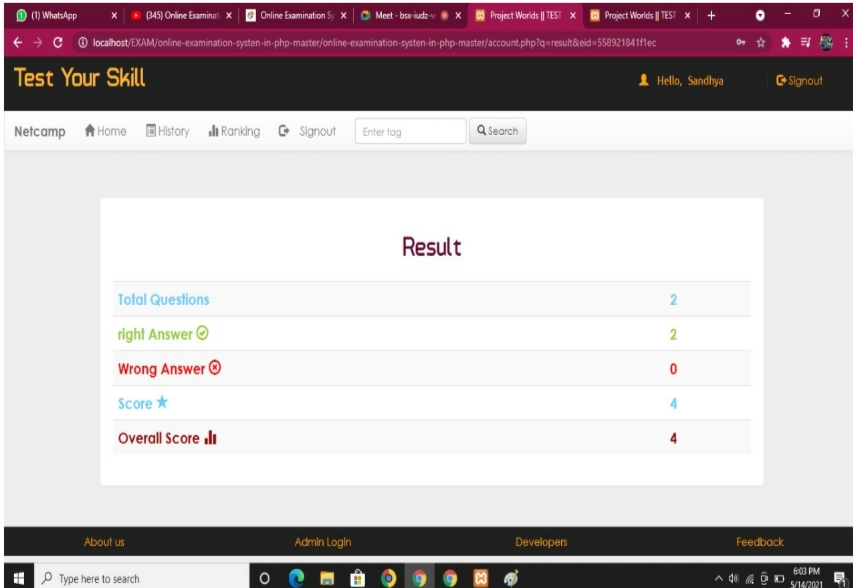 (1) WhatsApp
(345) Online Examinat
Online Examination Sy
Meet - bsx-iudz-v
Project Worlds || TEST
Project Worlds || TEST
localhost/EXAM/online-examination-systen-in-php-master/online-examination-systen-in-php-master/account.php?q=result&eid=558921841f1ec
Test Your Skill
Hello, Sandhya
Signout
Netcamp Home History Ranking Signout Enter tag Search
Result
Total Questions 2
right Answer 2
Wrong Answer 0
Score 4
Overall Score 4
About us Admin Login Developers Feedback
Type here to search
6:03 PM
5/14/2021